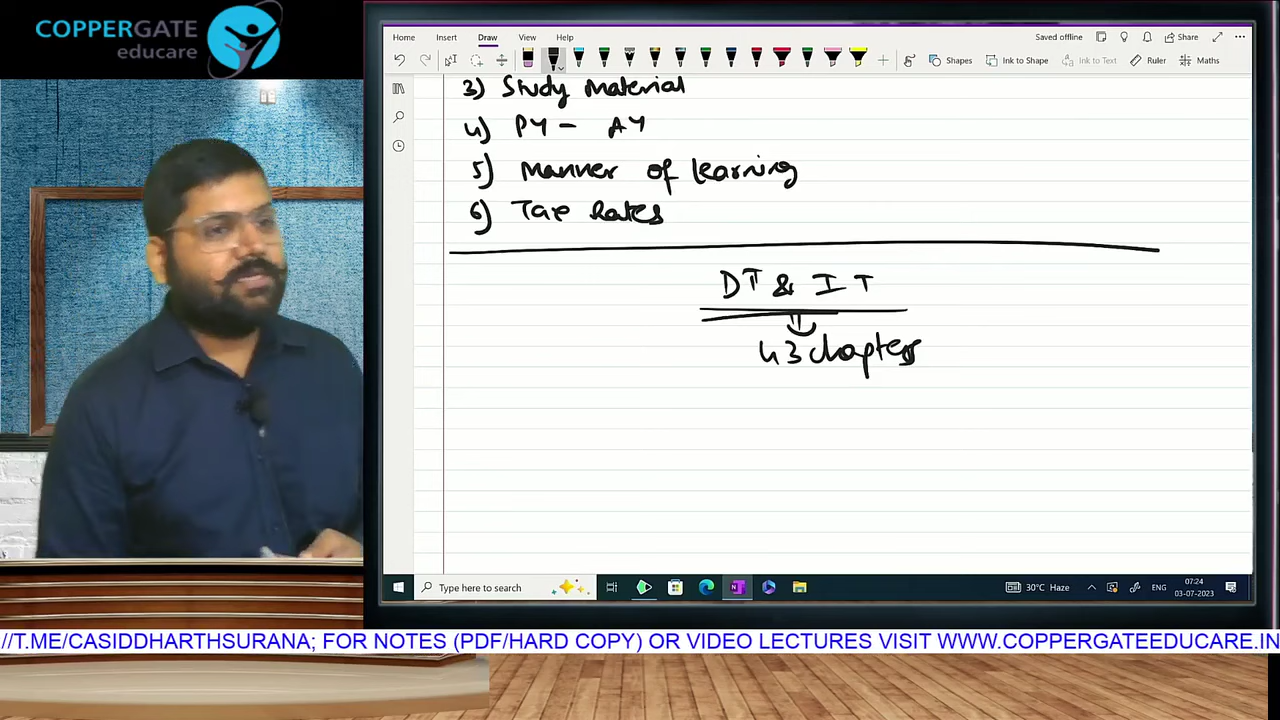 COPPERGATE
educare
Home Insert Draw View Help
Saved offline
Share
Shapes
Ink to Shape
Ink to Text
Ruler
Maths
3) Study Material
4) PY - AY
5) Manner of learning
6) Tax Rates
DT & IT
43 chapters
Type here to search
30°C Haze
ENG
07:24
03-07-2023
//T.ME/CASIDDHARTHSURANA; FOR NOTES (PDF/HARD COPY) OR VIDEO LECTURES VISIT WWW.COPPERGATEEDUCARE.IN